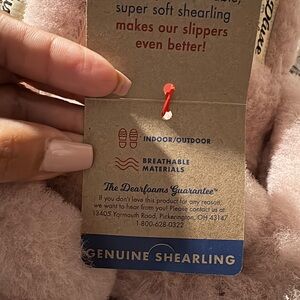 super soft shearling
makes our slippers
even better!
INDOOR/OUTDOOR
BREATHABLE
MATERIALS
The Dearfoams Guarantee™
If you don't love this product for any reason,
we want to hear from you! Please contact us at
13405 Yarmouth Road, Pickerington, OH 43147
1-800-628-0322
GENUINE SHEARLING